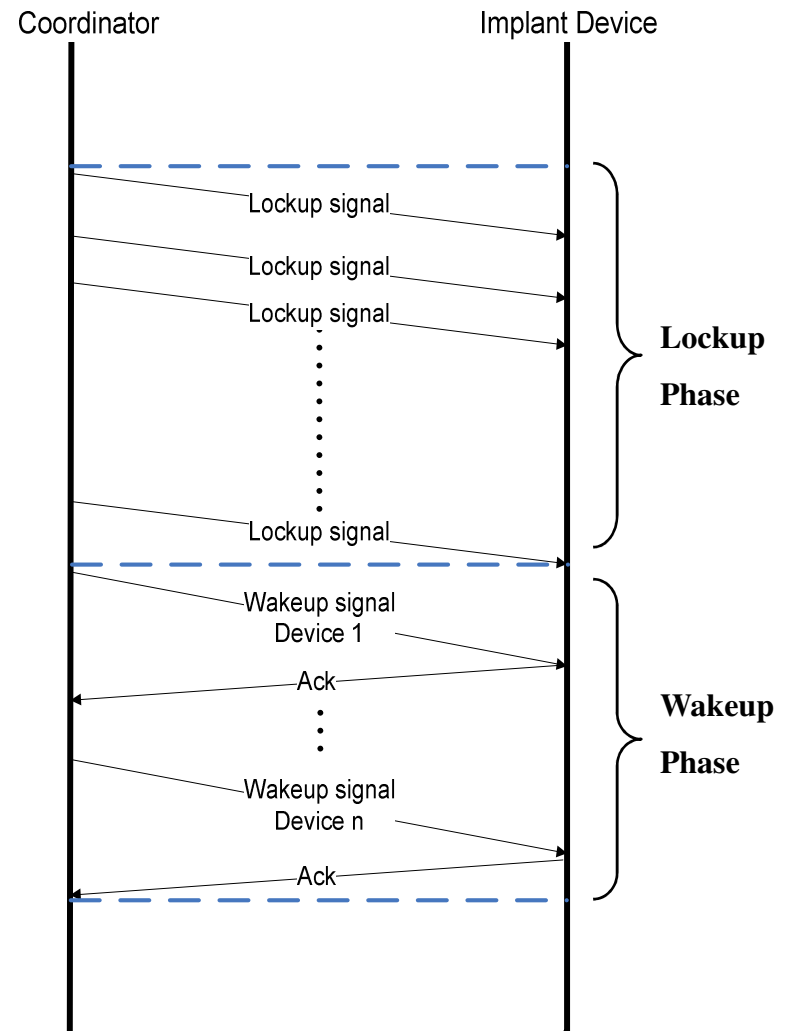 Coordinator
Implant Device
Lockup signal
Lockup signal
Lockup signal
Lockup
Phase
Lockup signal
Wakeup signal
Device 1
Ack
Wakeup
Phase
Wakeup signal
Device n
Ack